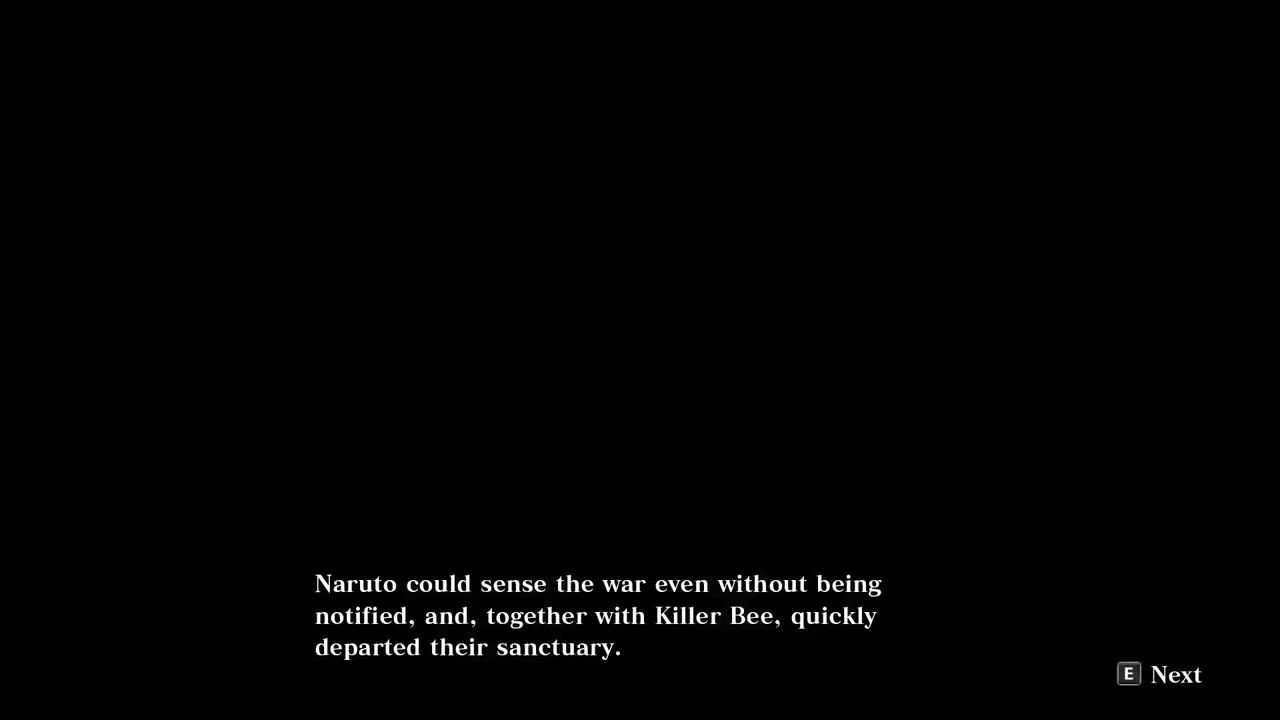 Naruto could sense the war even without being
notified, and, together with Killer Bee, quickly
departed their sanctuary.
E Next